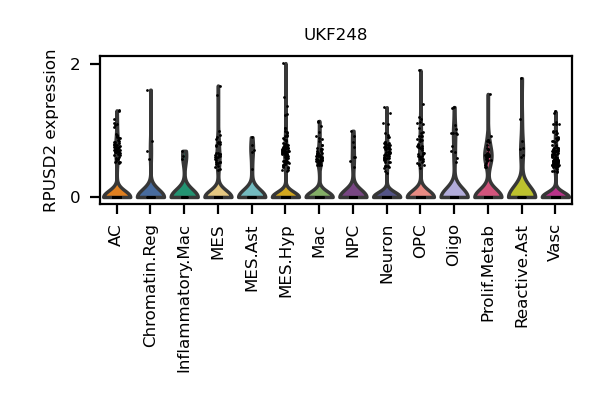 UKF248
RPUSD2 expression
2
0
AC
Chromatin.Reg
Inflammatory.Mac
MES
MES.Ast
MES.Hyp
Mac
NPC
Neuron
OPC
Oligo
Prolif.Metab
Reactive.Ast
Vasc